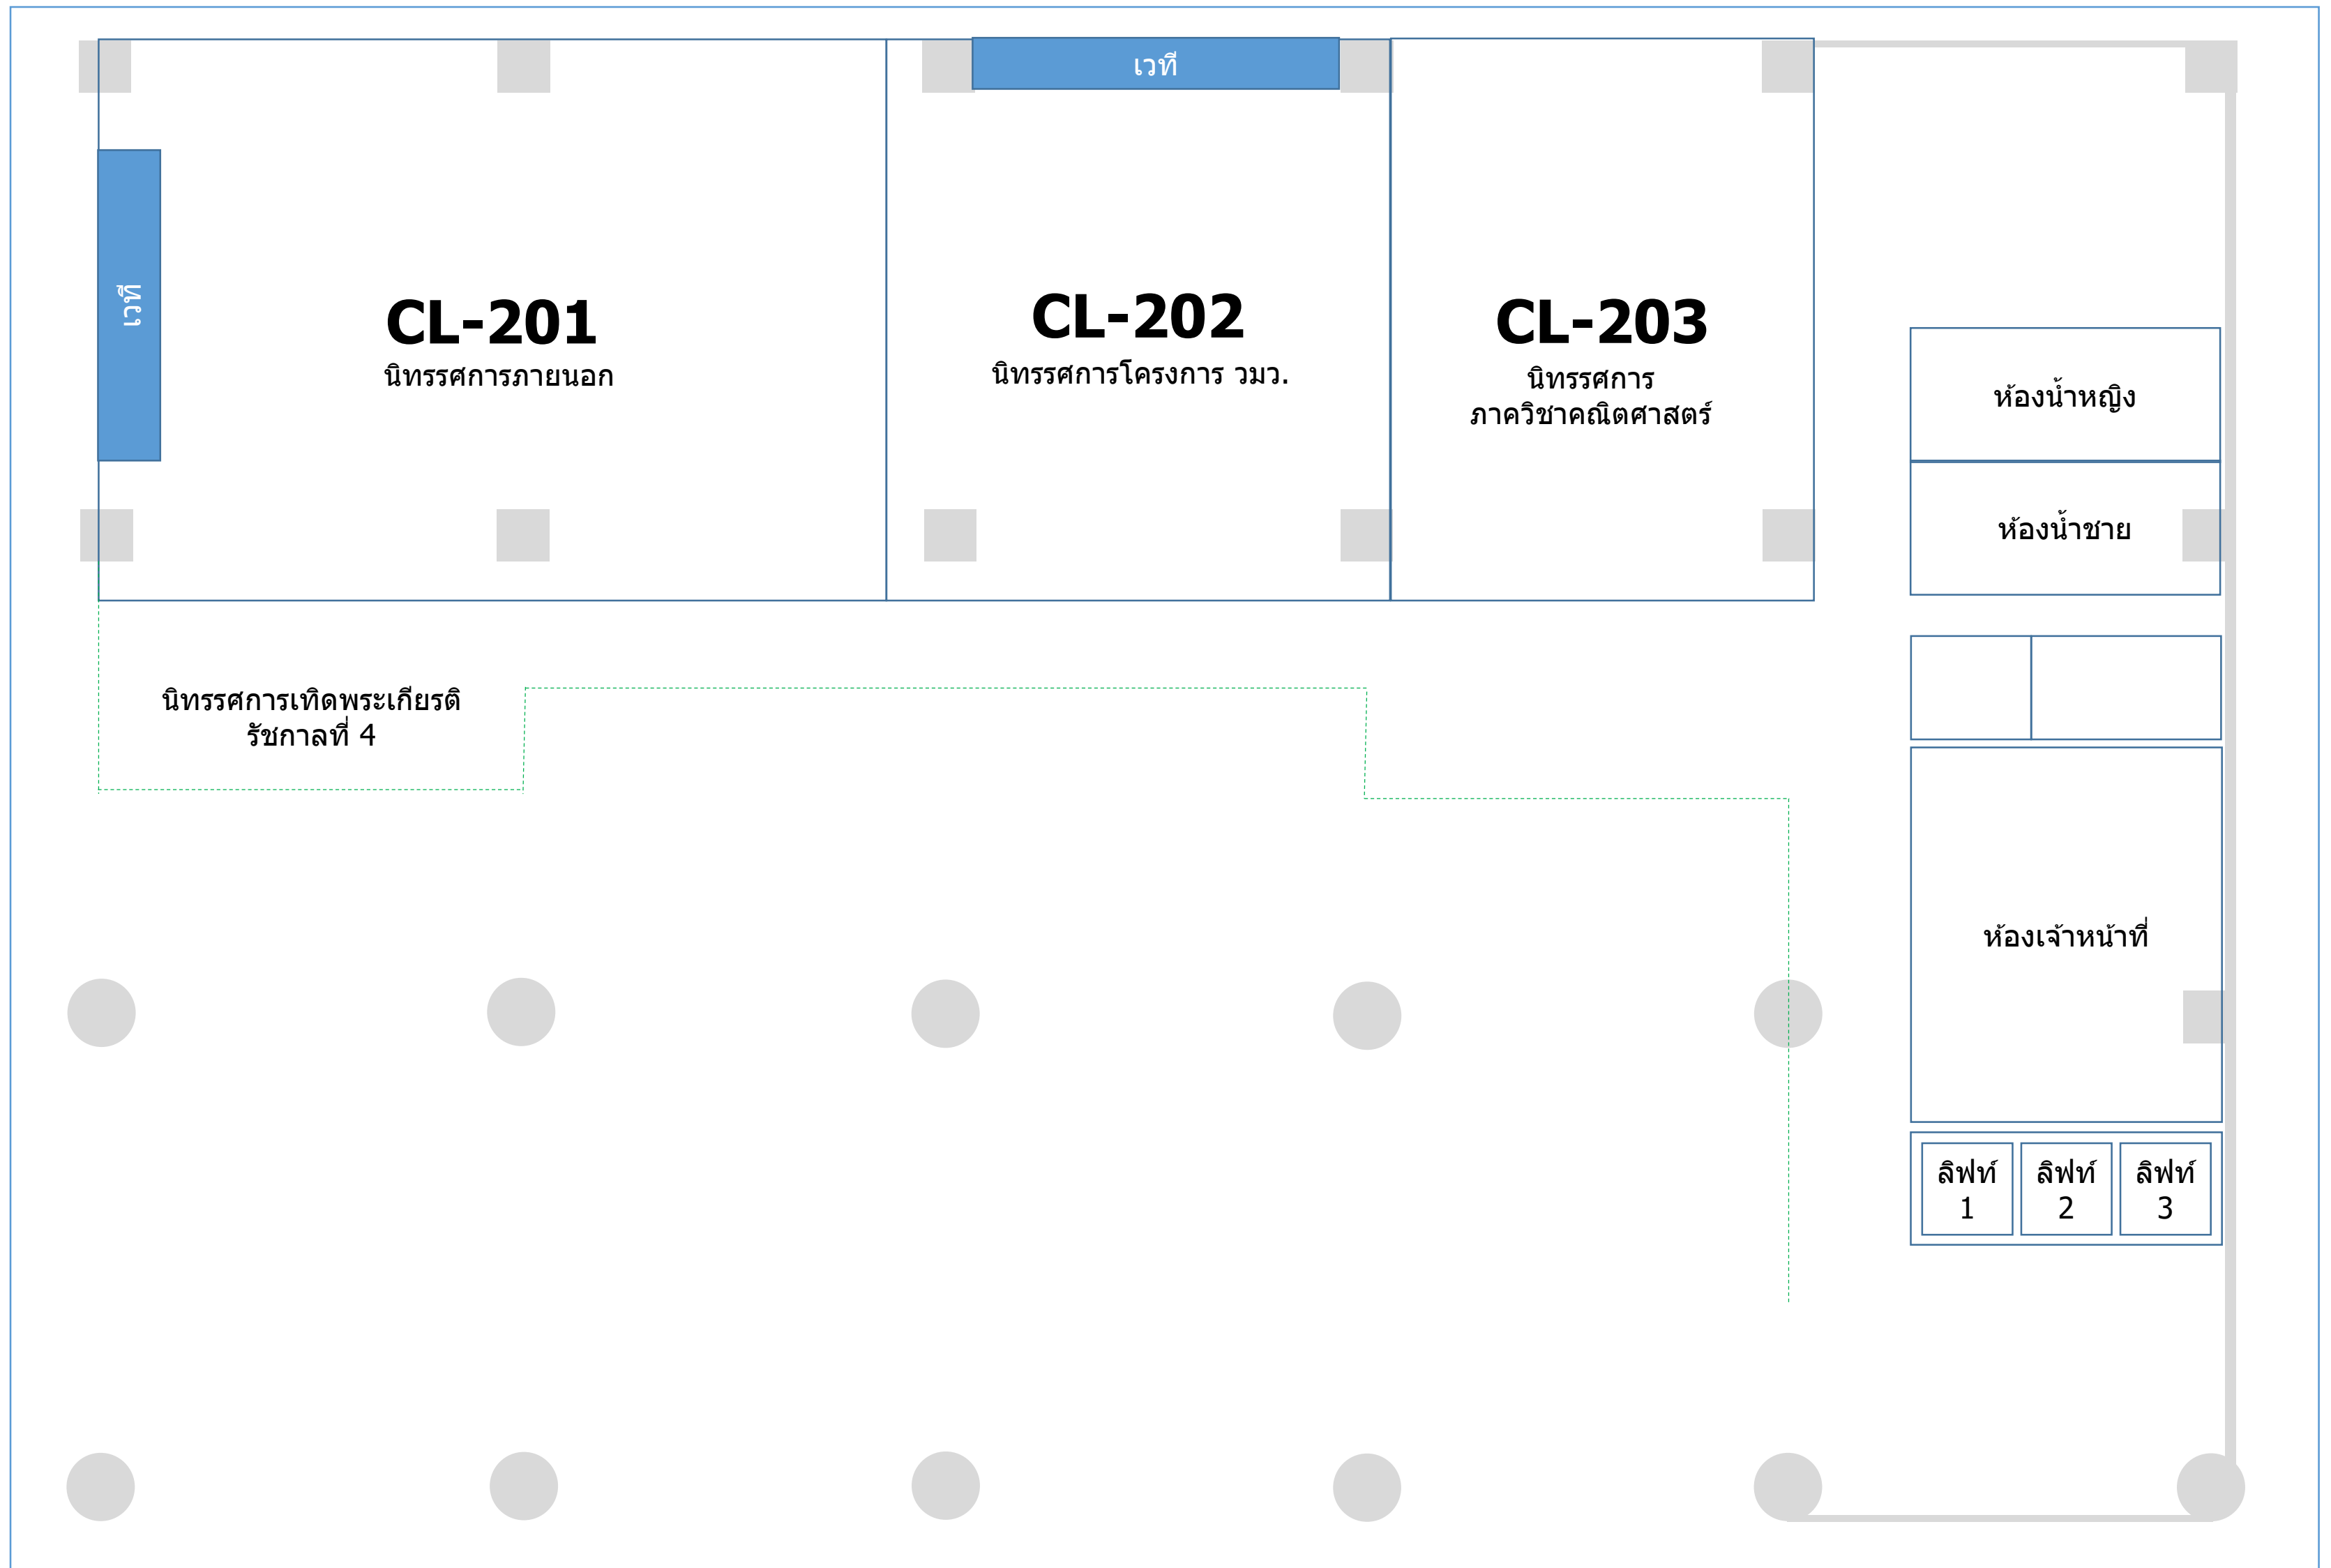 เวที
เวที
CL-201
นิทรรศการภายนอก
CL-202
นิทรรศการโครงการ วมว.
CL-203
นิทรรศการ
ภาควิชาคณิตศาสตร์
ห้องน้ำหญิง
ห้องน้ำชาย
นิทรรศการเทิดพระเกียรติ
รัชกาลที่ 4
ห้องเจ้าหน้าที่
ลิฟท์
1
ลิฟท์
2
ลิฟท์
3